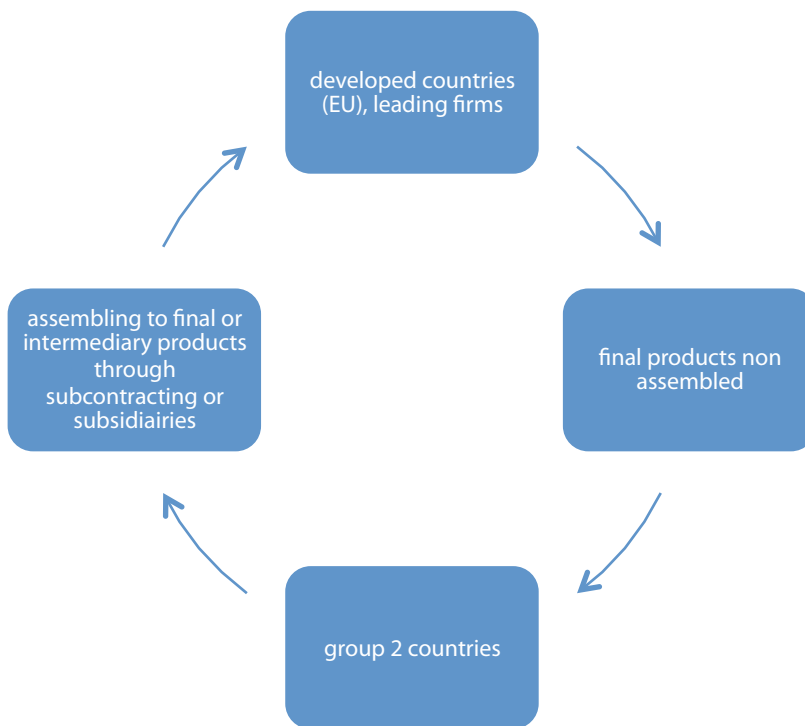 developed countries
(EU), leading firms
final products non
assembled
group 2 countries
assembling to final or
intermediary products
through
subcontracting or
subsidiairies